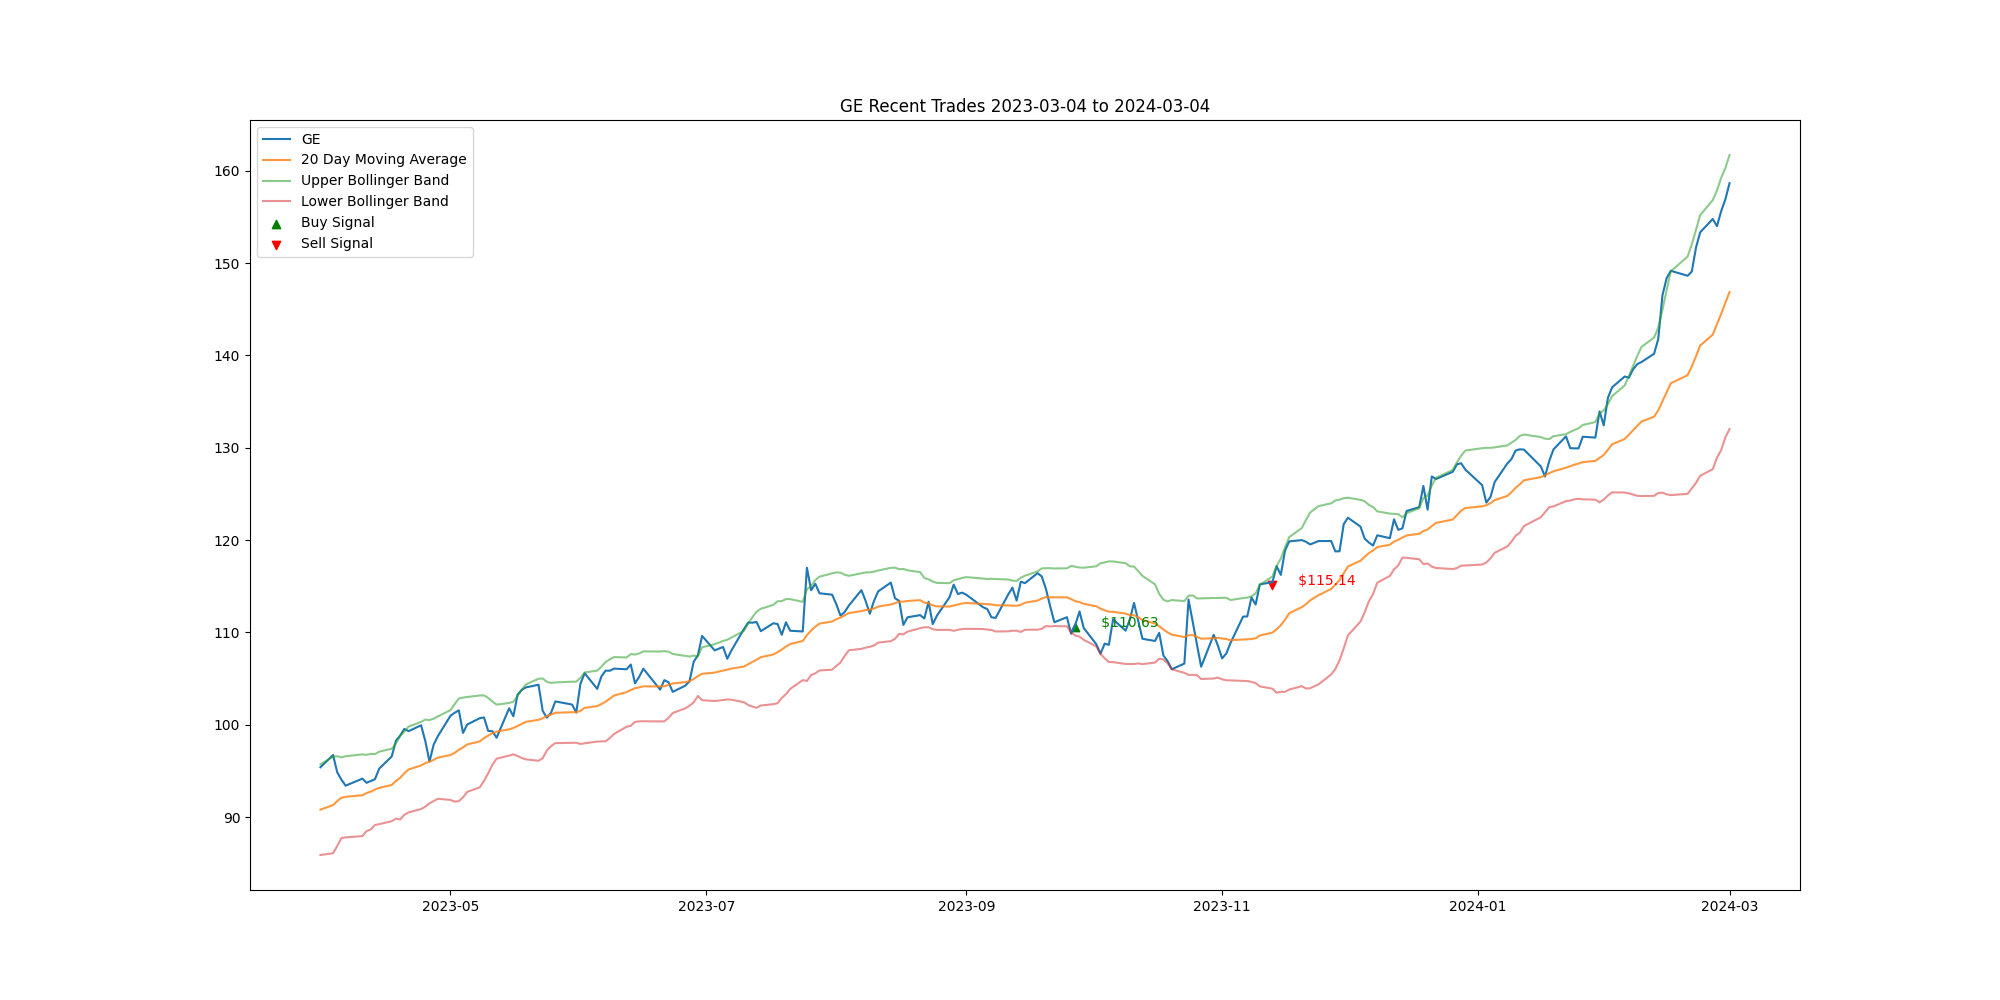 GE Recent Trades 2023-03-04 to 2024-03-04
GE
20 Day Moving Average
Upper Bollinger Band
Lower Bollinger Band
Buy Signal
Sell Signal
160
150
140
130
120
110
100
90
$115.14
$110.63
2023-05
2023-07
2023-09
2023-11
2024-01
2024-03